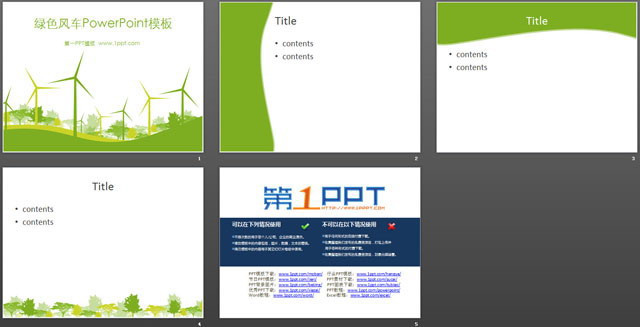 绿色风车PowerPoint模板
第一PPT模板 www.1ppt.com
1
Title
• contents
• contents
2
Title
• contents
• contents
3
Title
• contents
• contents
4
第1PPT
HTTP://WWW.1PPT.COM
可以在下列情况使用
不可以在以下情况使用
PPT模板下载: www.1ppt.com/moban/
行业PPT模板: www.1ppt.com/hangye/
节日PPT模板: www.1ppt.com/jieri/
PPT素材下载: www.1ppt.com/sucai/
PPT背景图片: www.1ppt.com/beijing/
PPT图表下载: www.1ppt.com/tubiao/
优秀PPT下载: www.1ppt.com/xiazai/
PPT教程: www.1ppt.com/powerpoint/
Word教程: www.1ppt.com/word/
Excel教程: www.1ppt.com/excel/
5